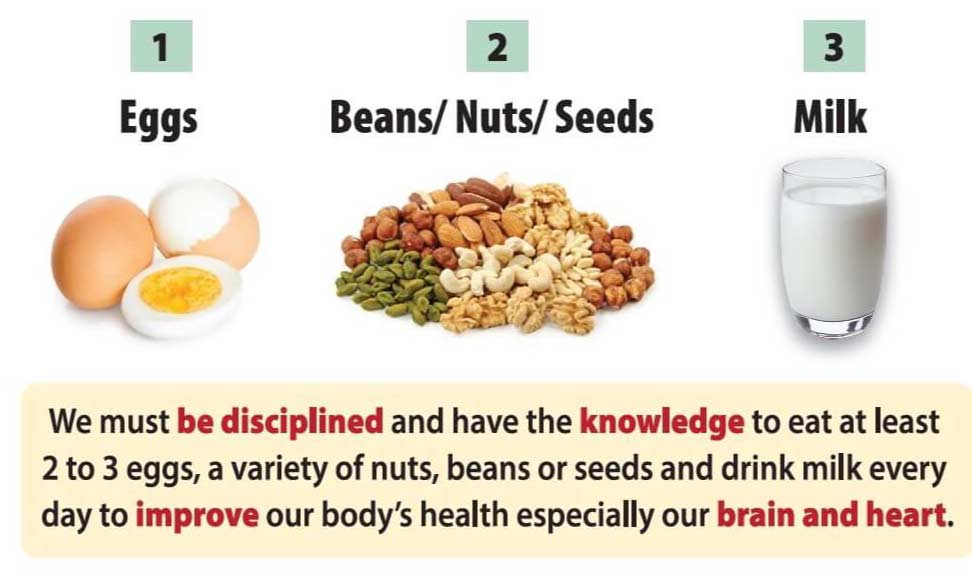 1
Eggs
2
Beans/ Nuts/ Seeds
3
Milk
We must be disciplined and have the knowledge to eat at least
2 to 3 eggs, a variety of nuts, beans or seeds and drink milk every
day to improve our body's health especially our brain and heart.